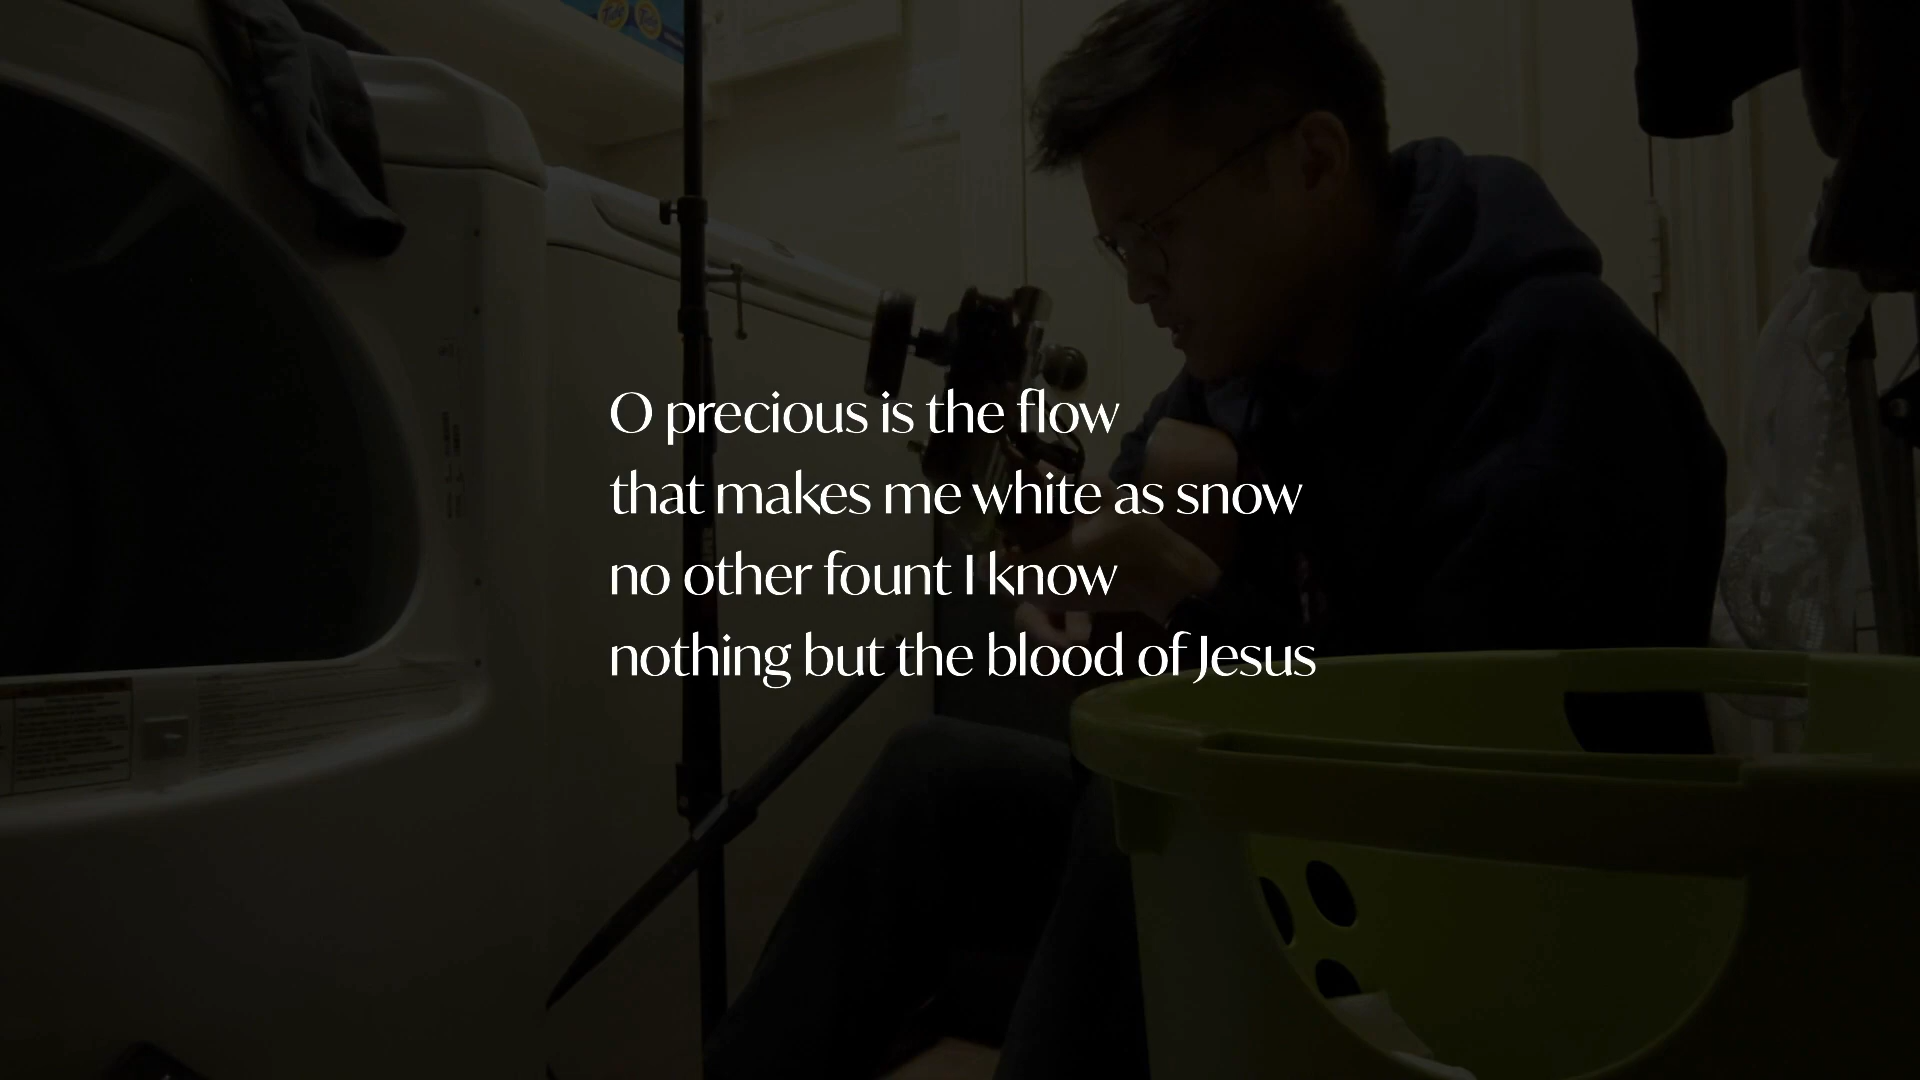 O precious is the flow
that makes me white as snow
no other fount I know
nothing but the blood of Jesus